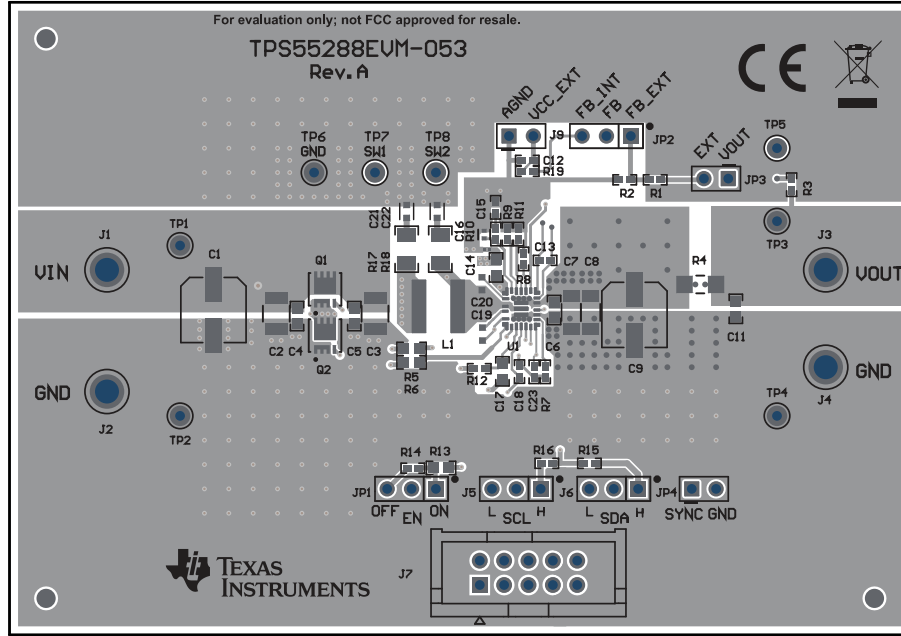 For evaluation only; not FCC approved for resale.
TPS55288EVM-053
Rev.A
CE
AGND
VCC_EXT
J9
FB_INT
FB
FB_EXT
JP2
TP6
GND
TP7
SW1
TP8
SW2
C12
R19
R2
R1
EXT
VOUT
JP3
TP5
R3
C21
C22
C15
R9
R11
R10
C16
C13
TP3
J1
VIN
TP1
C1
Q1
R17
R18
C14
R8
C7
C8
R4
J3
VOUT
C20
C19
L1
C2
C4
Q2
C5
C3
U1
C6
C9
C11
R5
R6
R12
C17
C18
C23
R7
GND
J2
TP2
TP4
J4
GND
R14
R13
R16
R15
JP1
OFF
EN
ON
J5
L
SCL
H
J6
L
SDA
H
JP4
SYNC
GND
J7
TEXAS
INSTRUMENTS